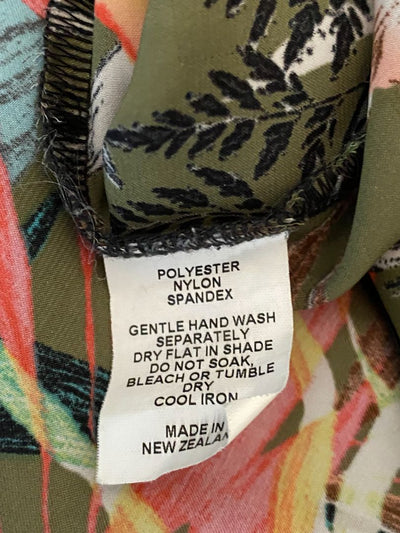 POLYESTER
NYLON
SPANDEX
GENTLE HAND WASH
SEPARATELY
DRY FLAT IN SHADE
DO NOT SOAK,
BLEACH OR TUMBLE
DRY
COOL IRON
MADE IN
NEW ZEALAN